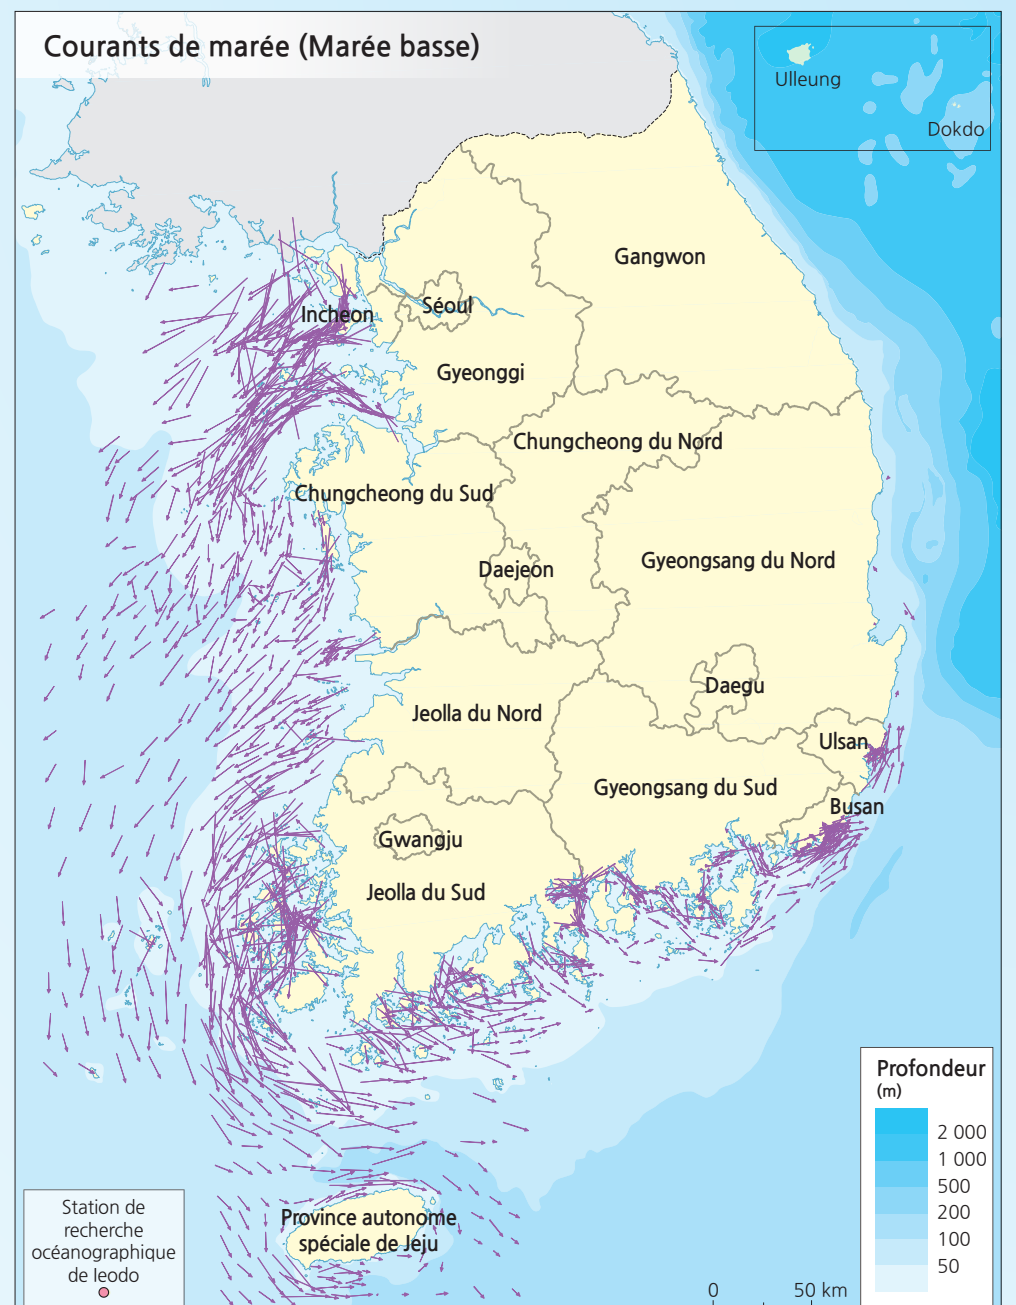 Courants de marée (Marée basse)
Ulleung
Dokdo
Gangwon
Séoul
Incheon
Gyeonggi
Chungcheong du Nord
Chungcheong du Sud
Gyeongsang du Nord
Daejeon
Daegu
Jeolla du Nord
Ulsan
Gyeongsang du Sud
Busan
Gwangju
Jeolla du Sud
Profondeur
(m)
2 000
1 000
500
200
100
50
Station de
recherche
océanographique
de Ieodo
Province autonome
spéciale de Jeju
0 50 km